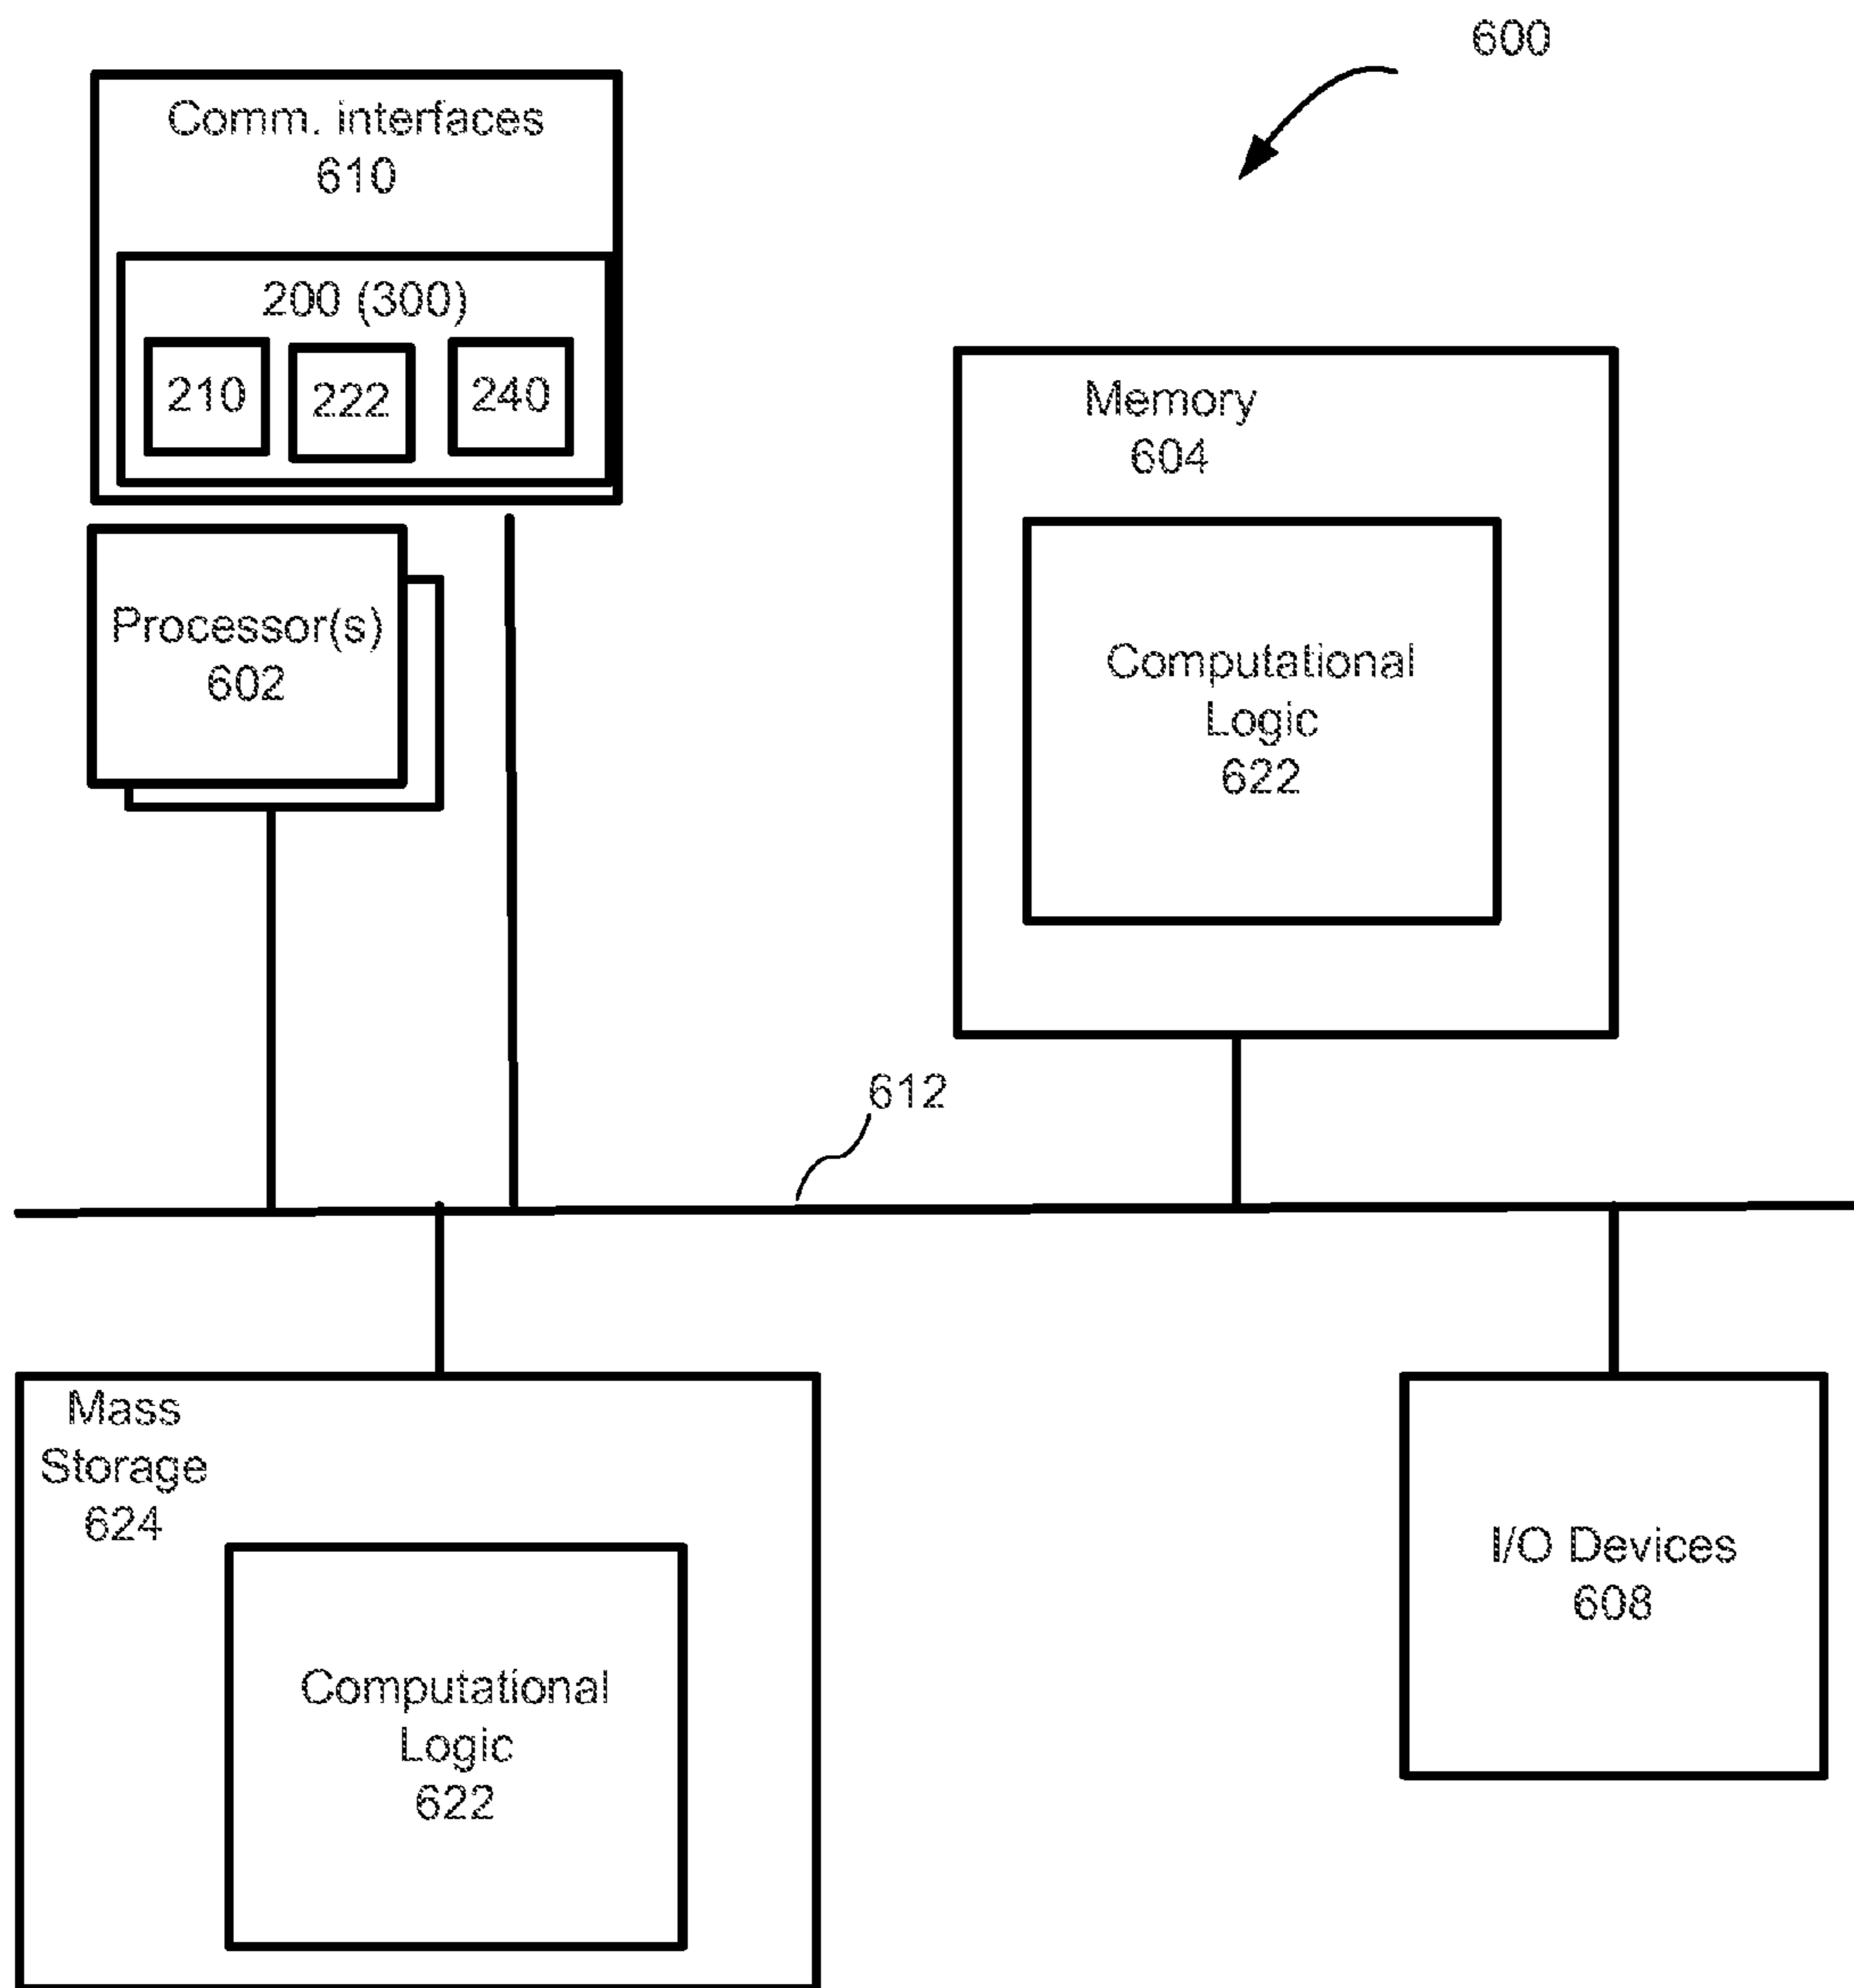 600
Comm. interfaces
610
200 (300)
210
222
240
Memory
604
Computational
Logic
622
Processor(s)
602
612
Mass
Storage
624
Computational
Logic
622
I/O Devices
608